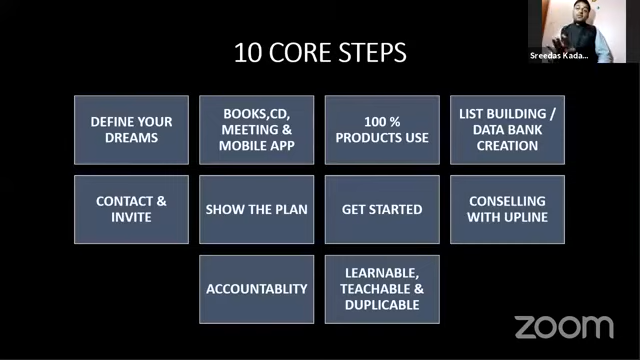 10 CORE STEPS
Sreedas Kada...
DEFINE YOUR
DREAMS
BOOKS,CD,
MEETING &
MOBILE APP
100 %
PRODUCTS USE
LIST BUILDING /
DATA BANK
CREATION
CONTACT &
INVITE
SHOW THE PLAN
GET STARTED
CONSELLING
WITH UPLINE
ACCOUNTABLITY
LEARNABLE,
TEACHABLE &
DUPLICABLE
zoom